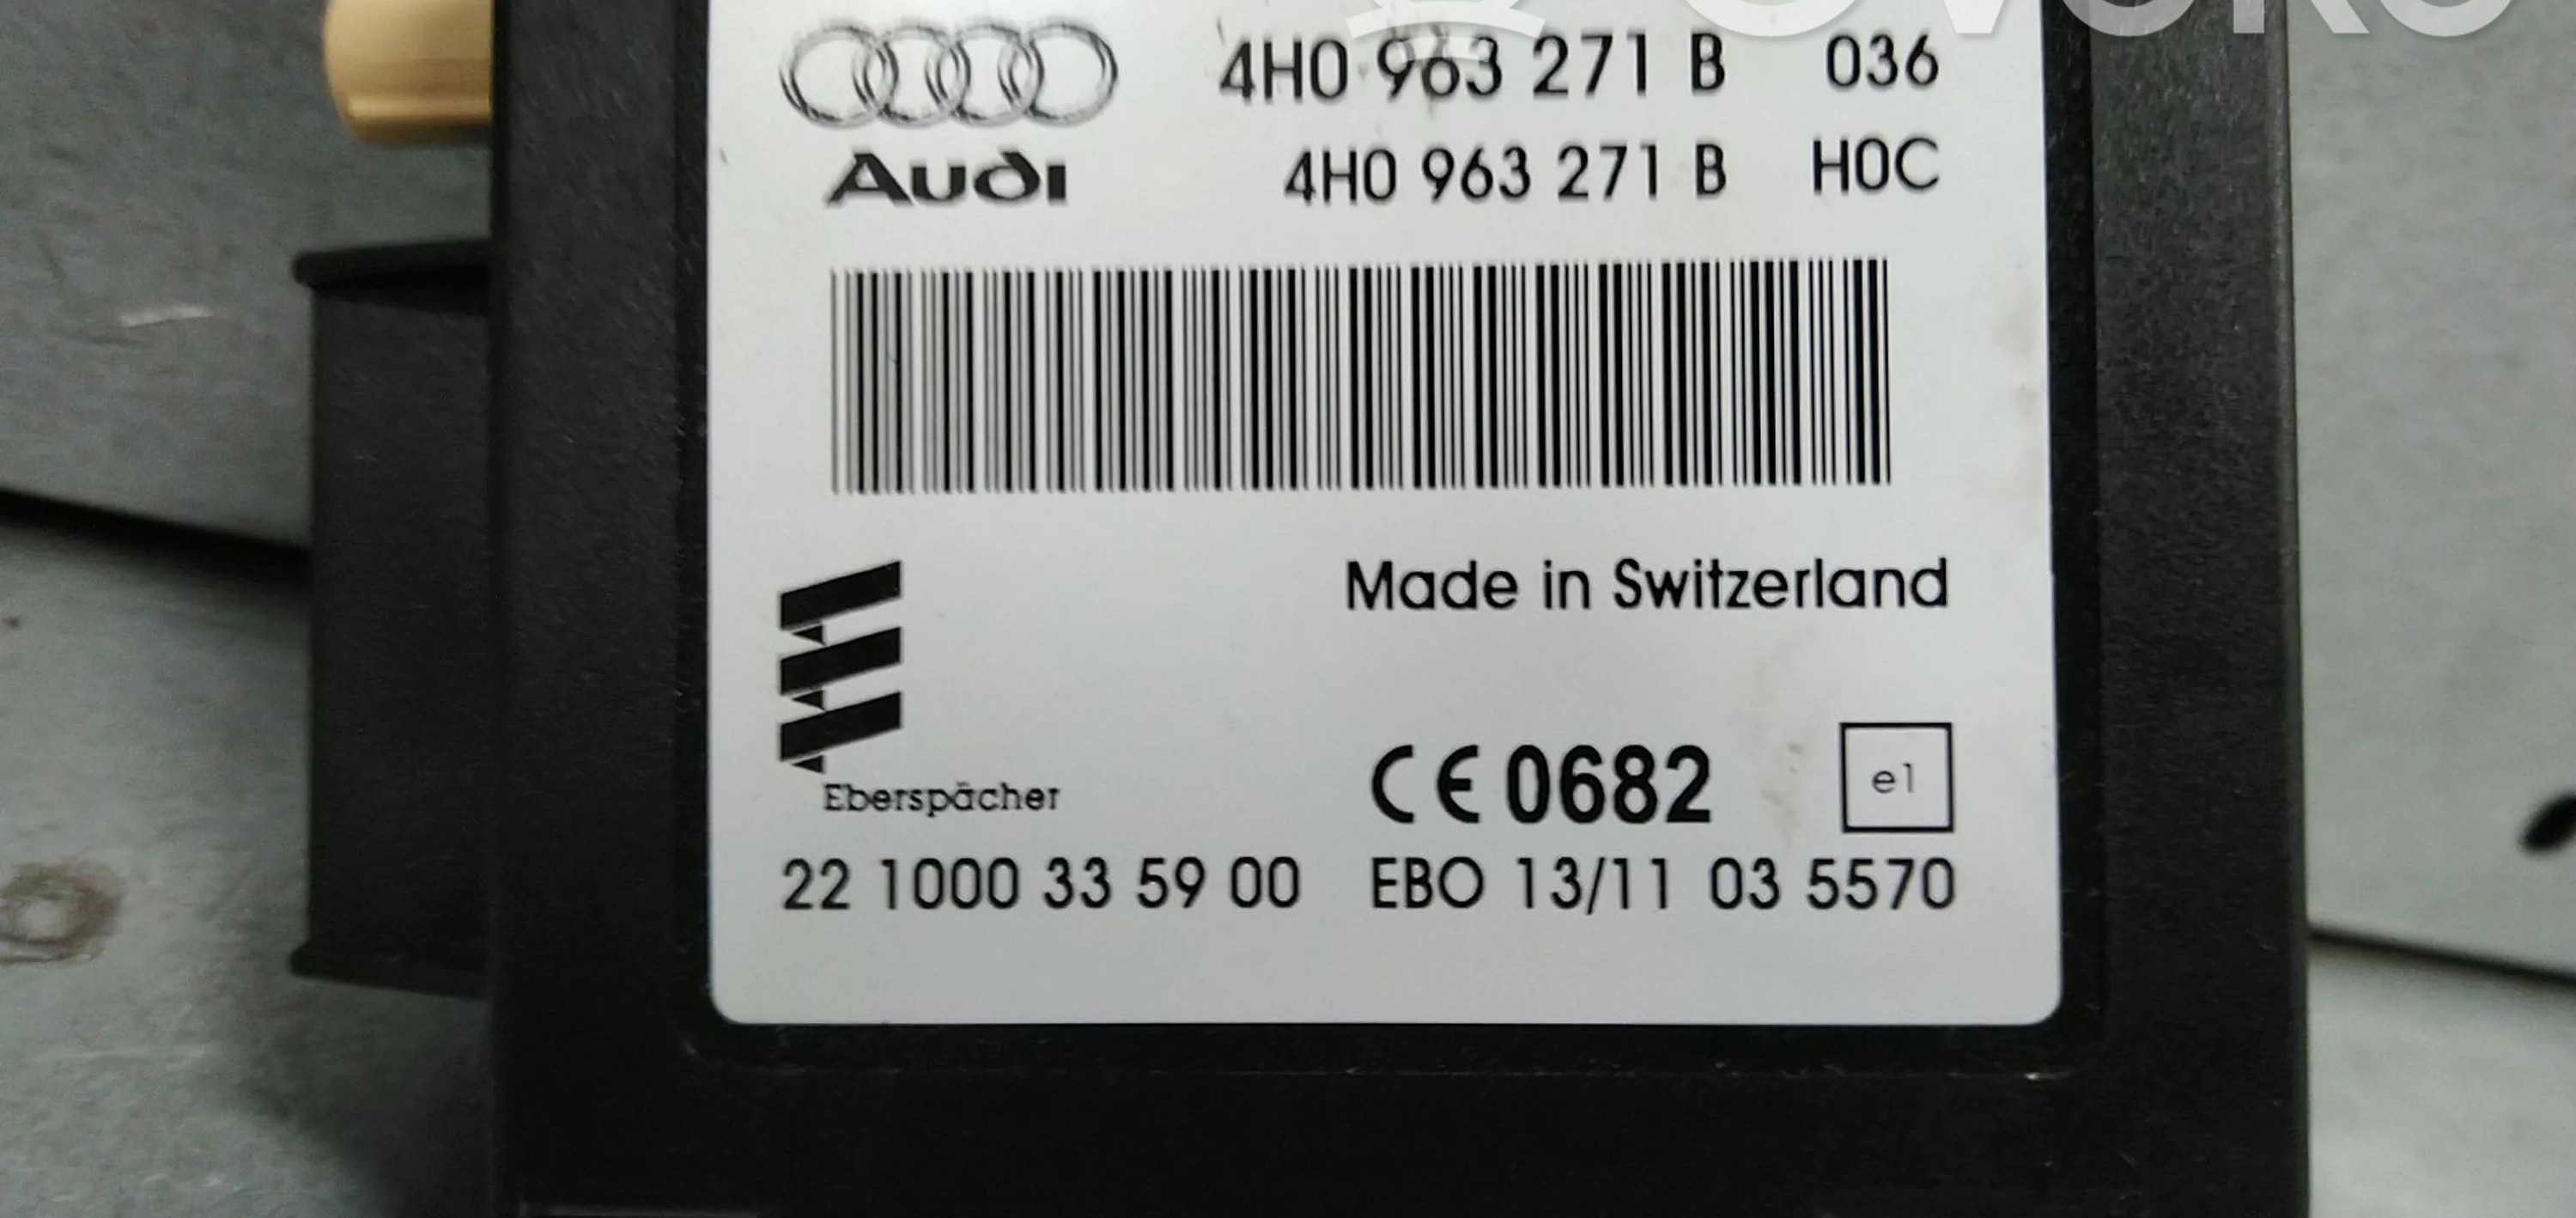 4H0 963 271 B 036
Audi
4H0 963 271 B H0C
Made in Switzerland
Eberspächer
CE 0682
e1
22 1000 33 59 00 EBO 13/11 03 5570